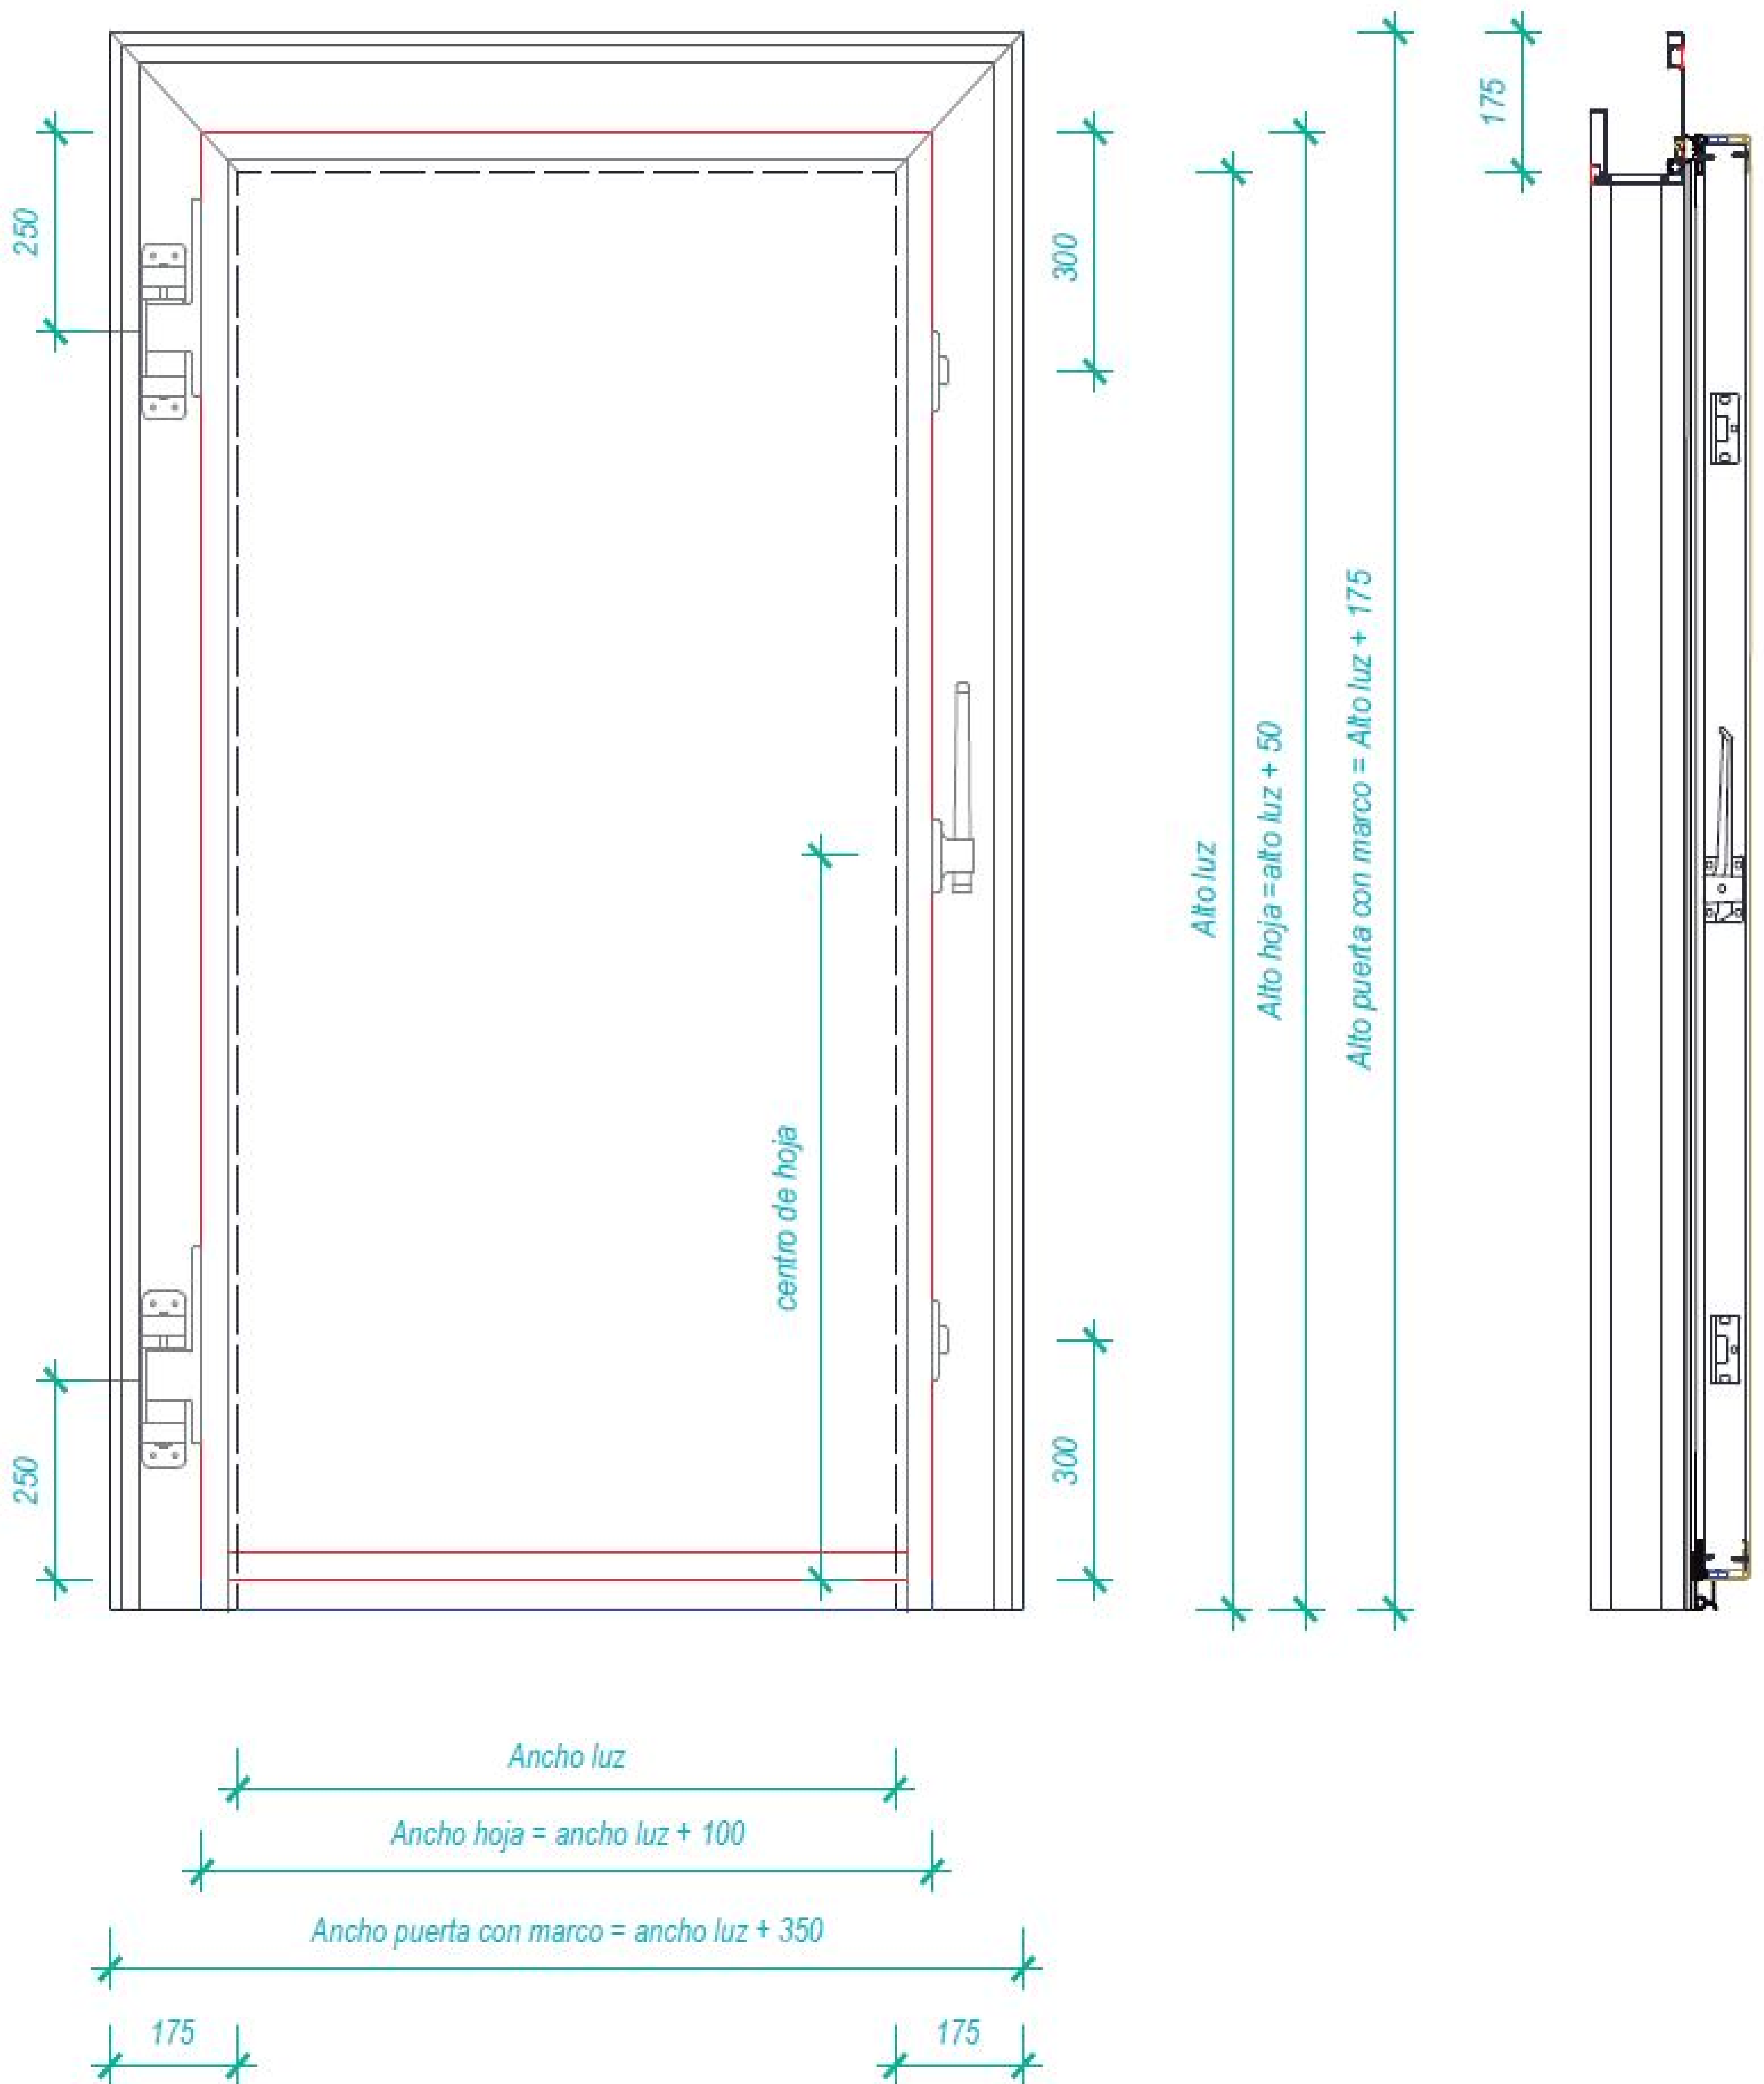 175
250
300
Alto luz
Alto hoja =alto luz + 50
Alto puerta con marco = Alto luz + 175
centro de hoja
250
300
Ancho luz
Ancho hoja = ancho luz + 100
Ancho puerta con marco = ancho luz + 350
175
175